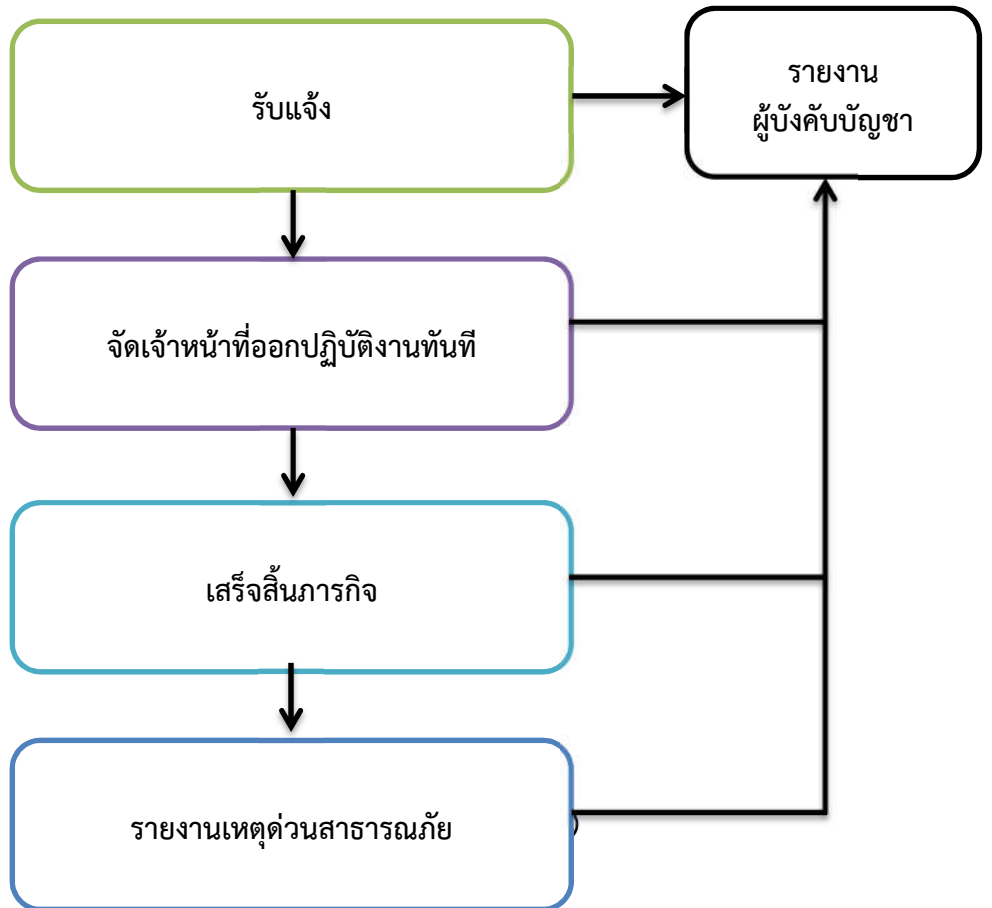 รับแจ้ง
รายงาน
ผู้บังคับบัญชา
จัดเจ้าหน้าที่ออกปฏิบัติงานทันที
เสร็จสิ้นภารกิจ
รายงานเหตุด่วนสาธารณภัย
)